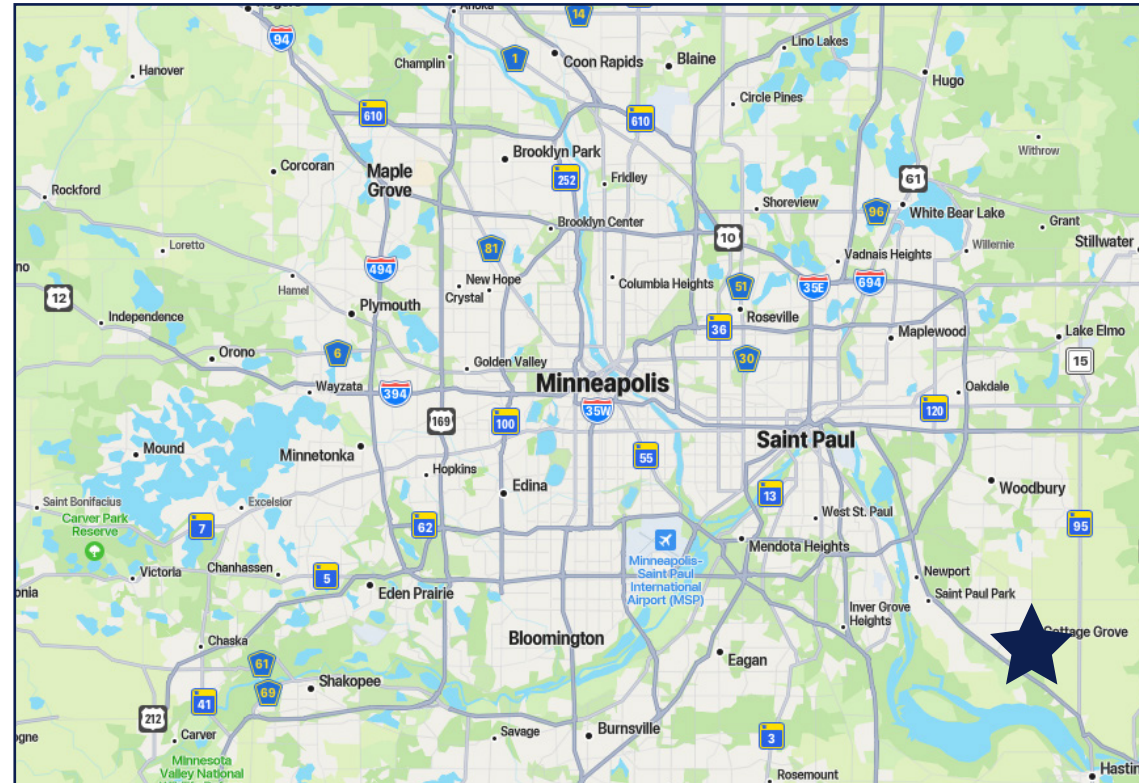 Anoka
14
94
1
Lino Lakes
Champlin
Coon Rapids
Blaine
Hanover
Hugo
Circle Pines
610
610
Withrow
Brooklyn Park
Corcoran
Maple
Grove
252
Fridley
61
Rockford
Shoreview
96
White Bear Lake
Brooklyn Center
Grant
10
81
Loretto
Willernie
Stillwater
Vadnais Heights
494
New Hope
Hamel
Crystal
Columbia Heights
51
35E
694
12
Plymouth
Independence
Roseville
36
Maplewood
Lake Elmo
Orono
6
30
15
Golden Valley
Minneapolis
Wayzata
394
Oakdale
35W
120
169
100
Saint Paul
Mound
Minnetonka
55
Hopkins
Edina
13
Woodbury
Saint Bonifacius
Excelsior
Carver Park
Reserve
7
62
West St. Paul
95
Minneapolis-
Saint Paul
International
Airport (MSP)
Mendota Heights
Victoria
Chanhassen
5
Newport
Eden Prairie
Saint Paul Park
Inver Grove
Heights
Chaska
Bloomington
Cottage Grove
61
Eagan
69
Shakopee
41
212
Carver
Savage
Burnsville
3
Minnesota
Valley National
Rosemount